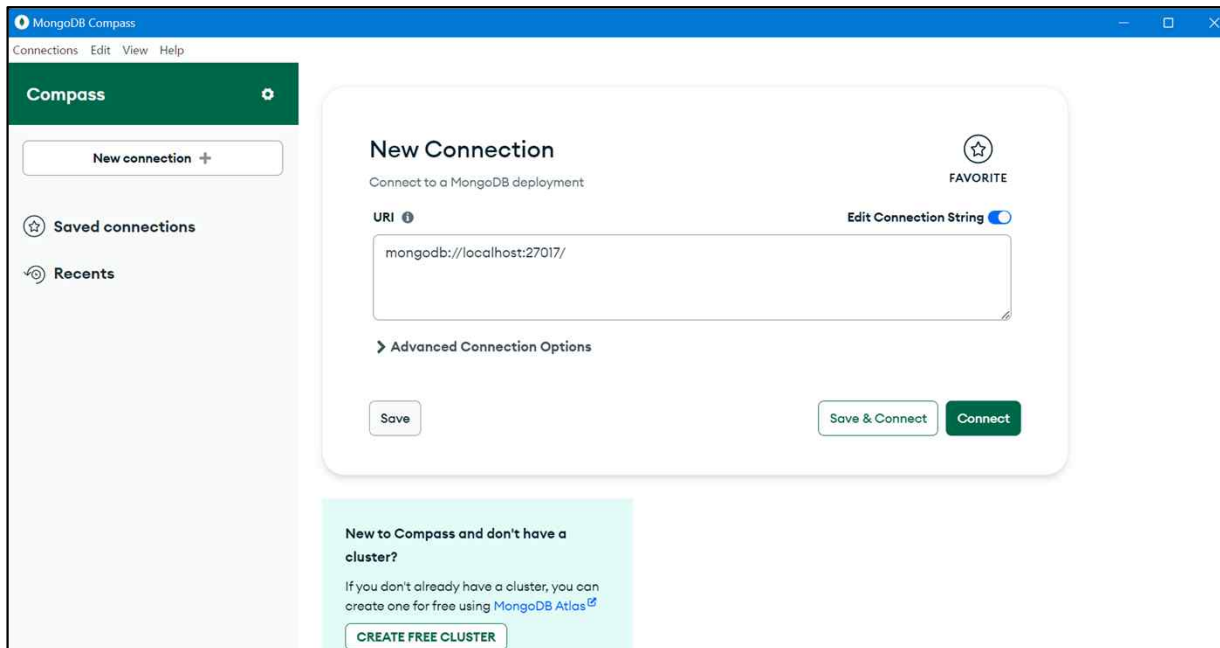 MongoDB Compass
Connections Edit View Help
Compass
New connection +
Saved connections
Recents
New Connection
Connect to a MongoDB deployment
FAVORITE
URI
Edit Connection String
mongodb://localhost:27017/
Advanced Connection Options
Save
Save & Connect
Connect
New to Compass and don't have a
cluster?
If you don't already have a cluster, you can
create one for free using MongoDB Atlas
CREATE FREE CLUSTER